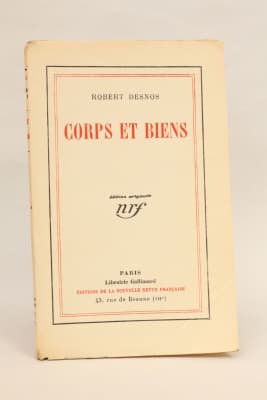 ROBERT DESNOS
CORPS ET BIENS
édition originale
nrf
PARIS
Librairie Gallimard
ÉDITIONS DE LA NOUVELLE REVUE FRANÇAISE
43, rue de Beaune (VIIe)